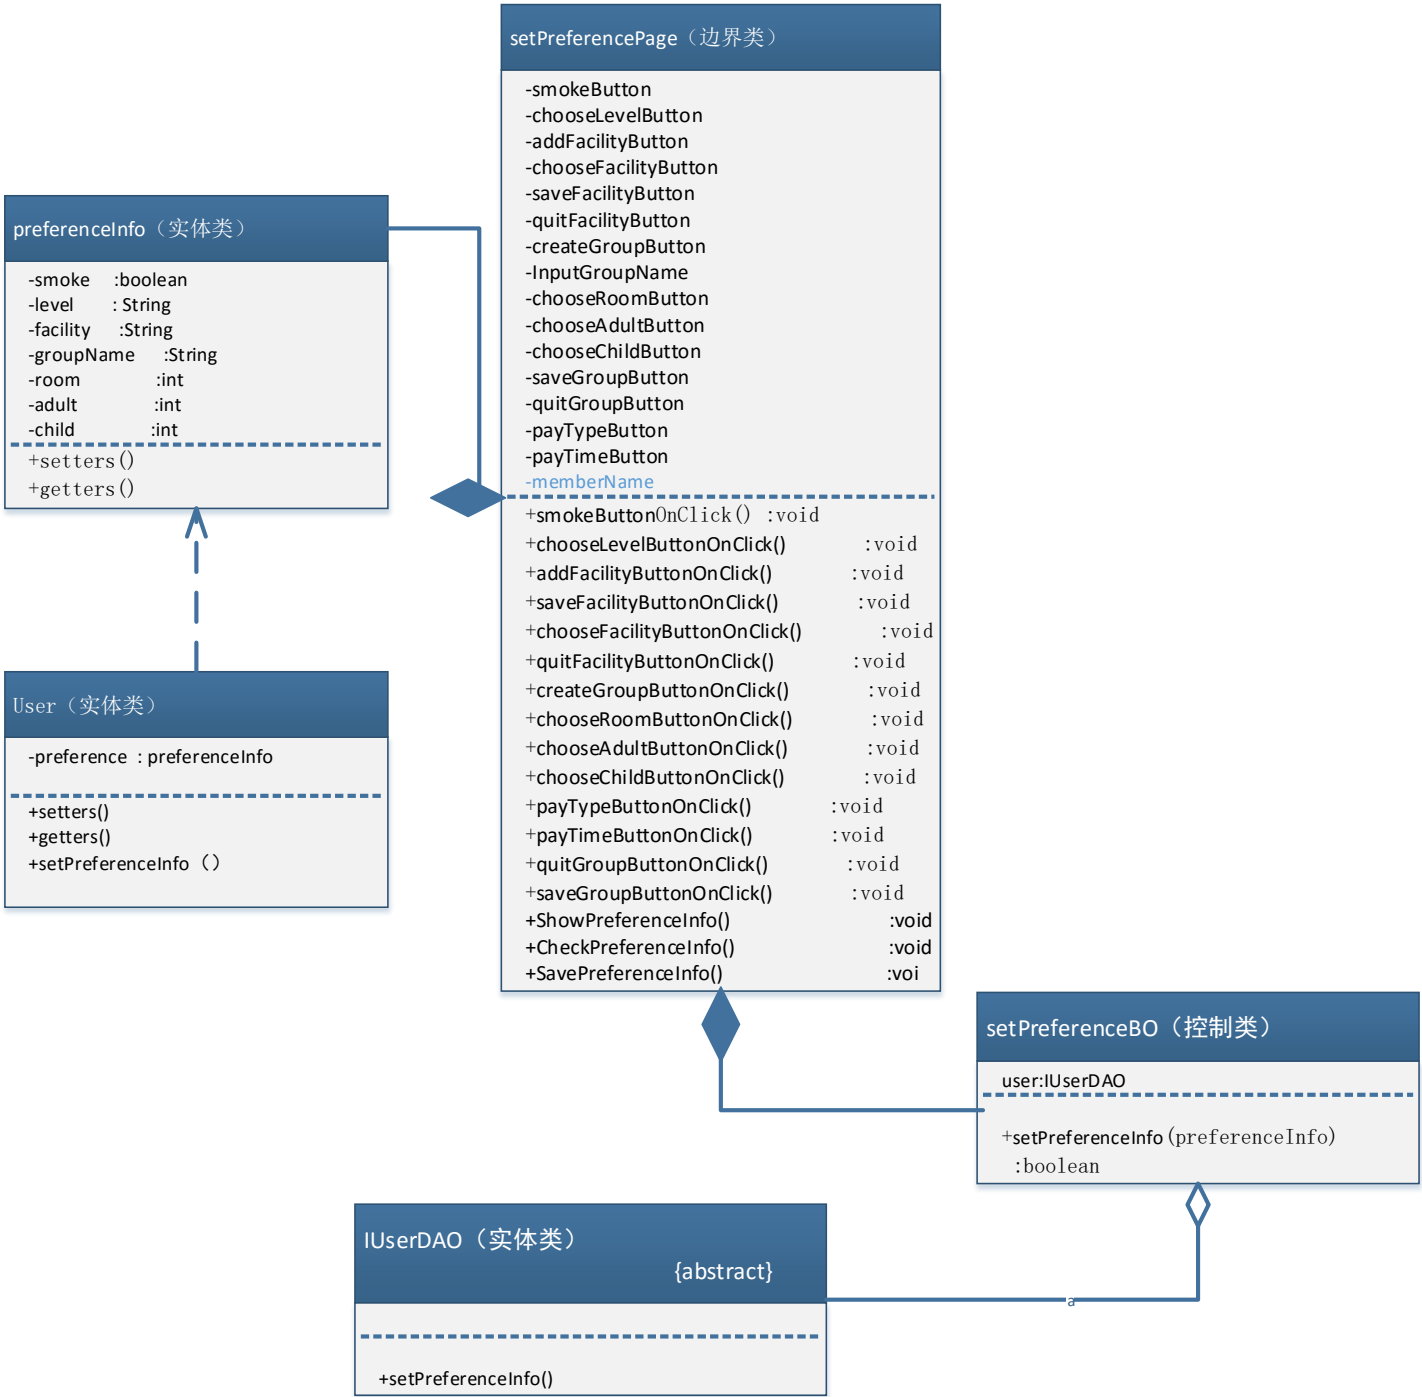 setPreferencePage（边界类）
-smokeButton
-chooseLevelButton
-addFacilityButton
-chooseFacilityButton
-saveFacilityButton
-quitFacilityButton
-createGroupButton
-InputGroupName
-chooseRoomButton
-chooseAdultButton
-chooseChildButton
-saveGroupButton
-quitGroupButton
-payTypeButton
-payTimeButton
-memberName
+smokeButtonOnClick() :void
+chooseLevelButtonOnClick() :void
+addFacilityButtonOnClick() :void
+saveFacilityButtonOnClick() :void
+chooseFacilityButtonOnClick() :void
+quitFacilityButtonOnClick() :void
+createGroupButtonOnClick() :void
+chooseRoomButtonOnClick() :void
+chooseAdultButtonOnClick() :void
+chooseChildButtonOnClick() :void
+payTypeButtonOnClick() :void
+payTimeButtonOnClick() :void
+quitGroupButtonOnClick() :void
+saveGroupButtonOnClick() :void
+ShowPreferenceInfo() :void
+CheckPreferenceInfo() :void
+SavePreferenceInfo() :voi
preferenceInfo（实体类）
-smoke :boolean
-level : String
-facility :String
-groupName :String
-room :int
-adult :int
-child :int
+setters()
+getters()
User（实体类）
-preference : preferenceInfo
+setters()
+getters()
+setPreferenceInfo（）
setPreferenceBO（控制类）
user:IUserDAO
+setPreferenceInfo(preferenceInfo)
:boolean
IUserDAO（实体类）
{abstract}
+setPreferenceInfo()
a